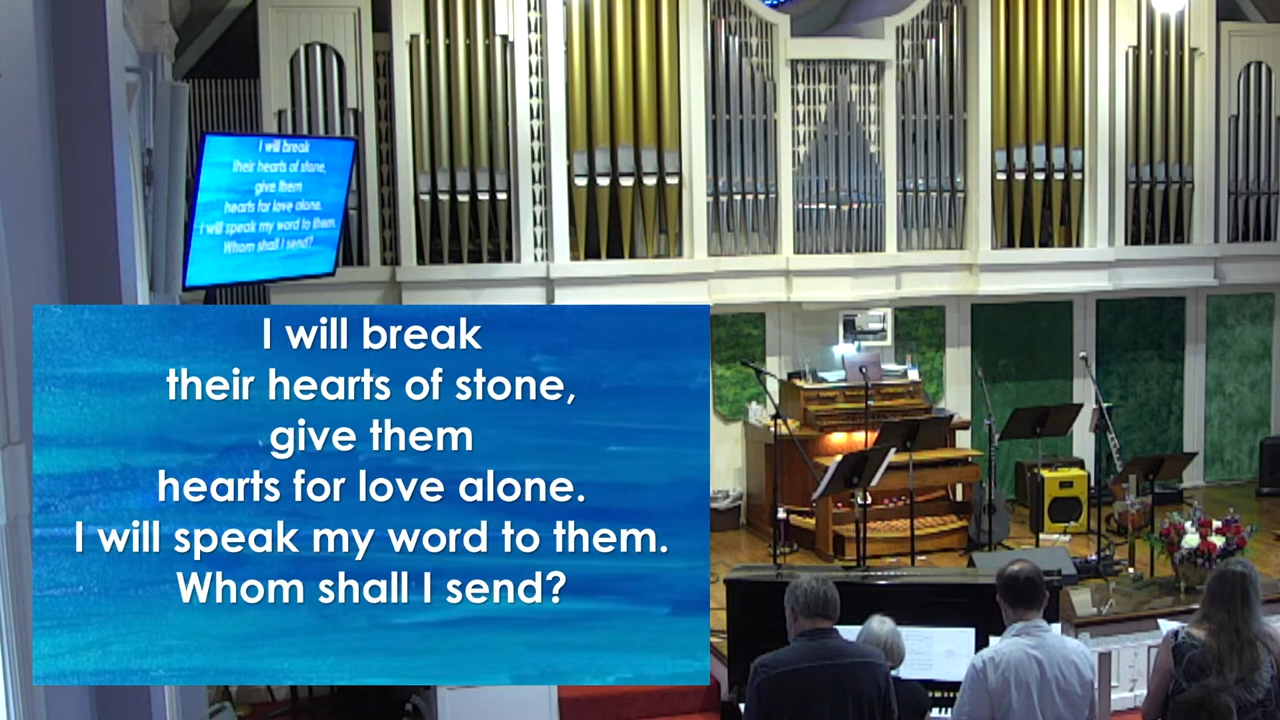 I will break
their hearts of stone,
give them
hearts for love alone.
I will speak my word to them.
Whom shall I send?
I will break
their hearts of stone,
give them
hearts for love alone.
I will speak my word to them.
Whom shall I send?